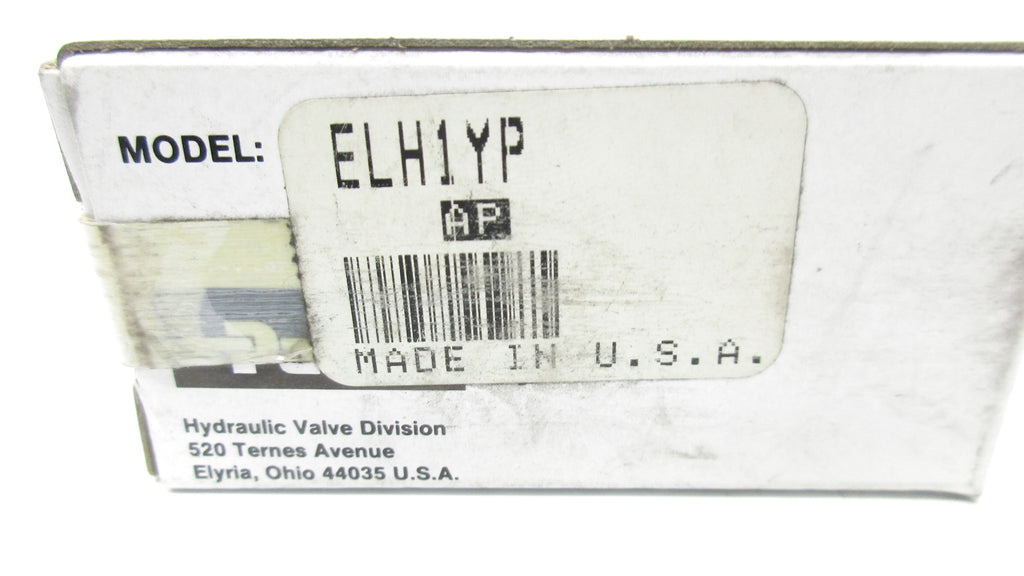 MODEL: ELH1YP
AP
MADE IN U.S.A.
Hydraulic Valve Division
520 Ternes Avenue
Elyria, Ohio 44035 U.S.A.